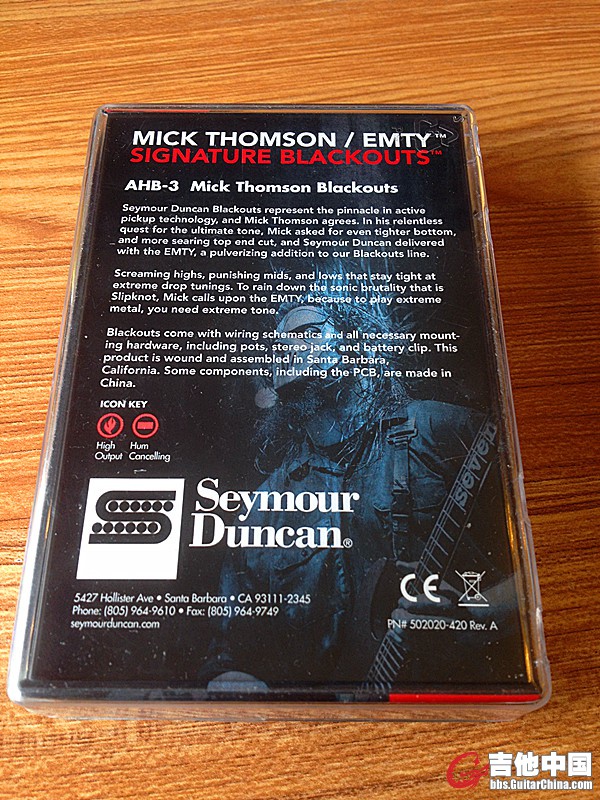 MICK THOMSON / EMTY™
SIGNATURE BLACKOUTS™
AHB-3 Mick Thomson Blackouts
Seymour Duncan Blackouts represent the pinnacle in active
pickup technology, and Mick Thomson agrees. In his relentless
quest for the ultimate tone, Mick asked for even tighter bottom,
and more searing top end cut, and Seymour Duncan delivered
with the EMTY, a pulverizing addition to our Blackouts line.
Screaming highs, punishing mids, and lows that stay tight at
extreme drop tunings. To rain down the sonic brutality that is
Slipknot, Mick calls upon the EMTY, because to play extreme
metal, you need extreme tone.
Blackouts come with wiring schematics and all necessary mount-
ing hardware, including pots, stereo jack, and battery clip. This
product is wound and assembled in Santa Barbara,
California. Some components, including the PCB, are made in
China.
ICON KEY
High Hum
Output Cancelling
Seymour
Duncan®
seven
5427 Hollister Ave • Santa Barbara • CA 93111-2345
Phone: (805) 964-9610 • Fax: (805) 964-9749
seymourduncan.com
CE
PN# 502020-420 Rev. A
吉他中国
bbs.GuitarChina.com